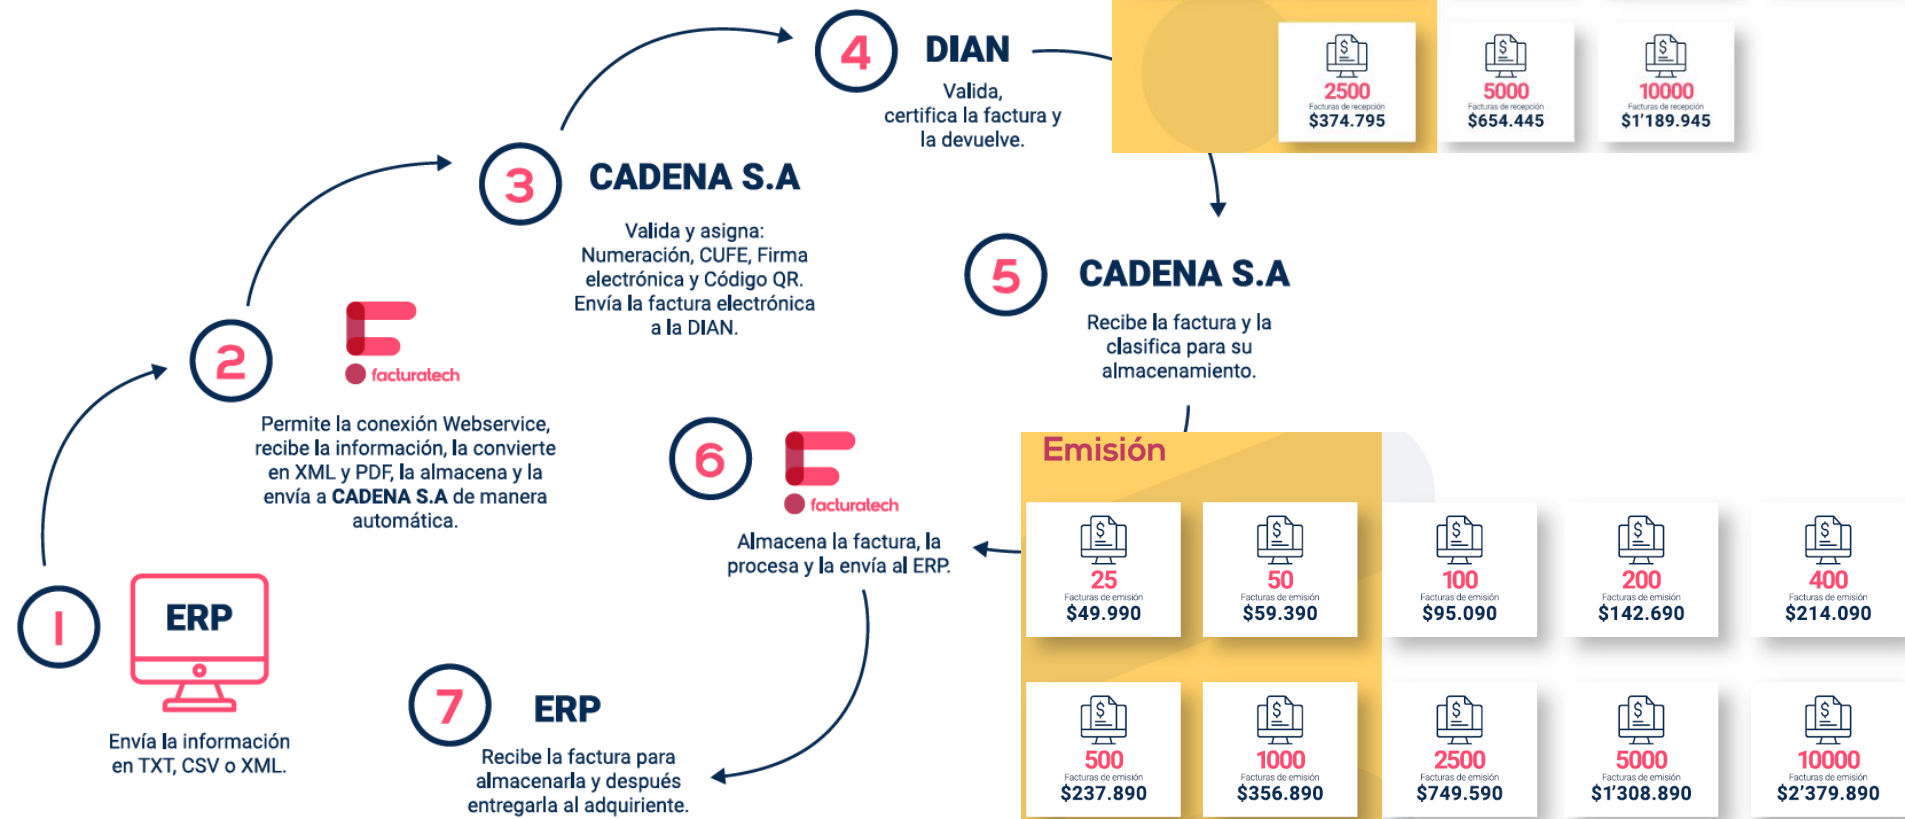 1
ERP
Envía la información
en TXT, CSV o XML.
2
facturatech
Permite la conexión Webservice,
recibe la información, la convierte
en XML y PDF, la almacena y la
envía a CADENA S.A de manera
automática.
3
CADENA S.A
Valida y asigna:
Numeración, CUFE, Firma
electrónica y Código QR.
Envía la factura electrónica
a la DIAN.
4
DIAN
Valida,
certifica la factura y
la devuelve.
5
CADENA S.A
Recibe la factura y la
clasifica para su
almacenamiento.
6
facturatech
Almacena la factura, la
procesa y la envía al ERP.
7
ERP
Recibe la factura para
almacenarla y después
entregarla al adquiriente.
2500
Facturas de recepción
$374.795
5000
Facturas de recepción
$654.445
10000
Facturas de recepción
$1'189.945
Emisión
25
Facturas de emisión
$49.990
50
Facturas de emisión
$59.390
100
Facturas de emisión
$95.090
200
Facturas de emisión
$142.690
400
Facturas de emisión
$214.090
500
Facturas de emisión
$237.890
1000
Facturas de emisión
$356.890
2500
Facturas de emisión
$749.590
5000
Facturas de emisión
$1'308.890
10000
Facturas de emisión
$2'379.890